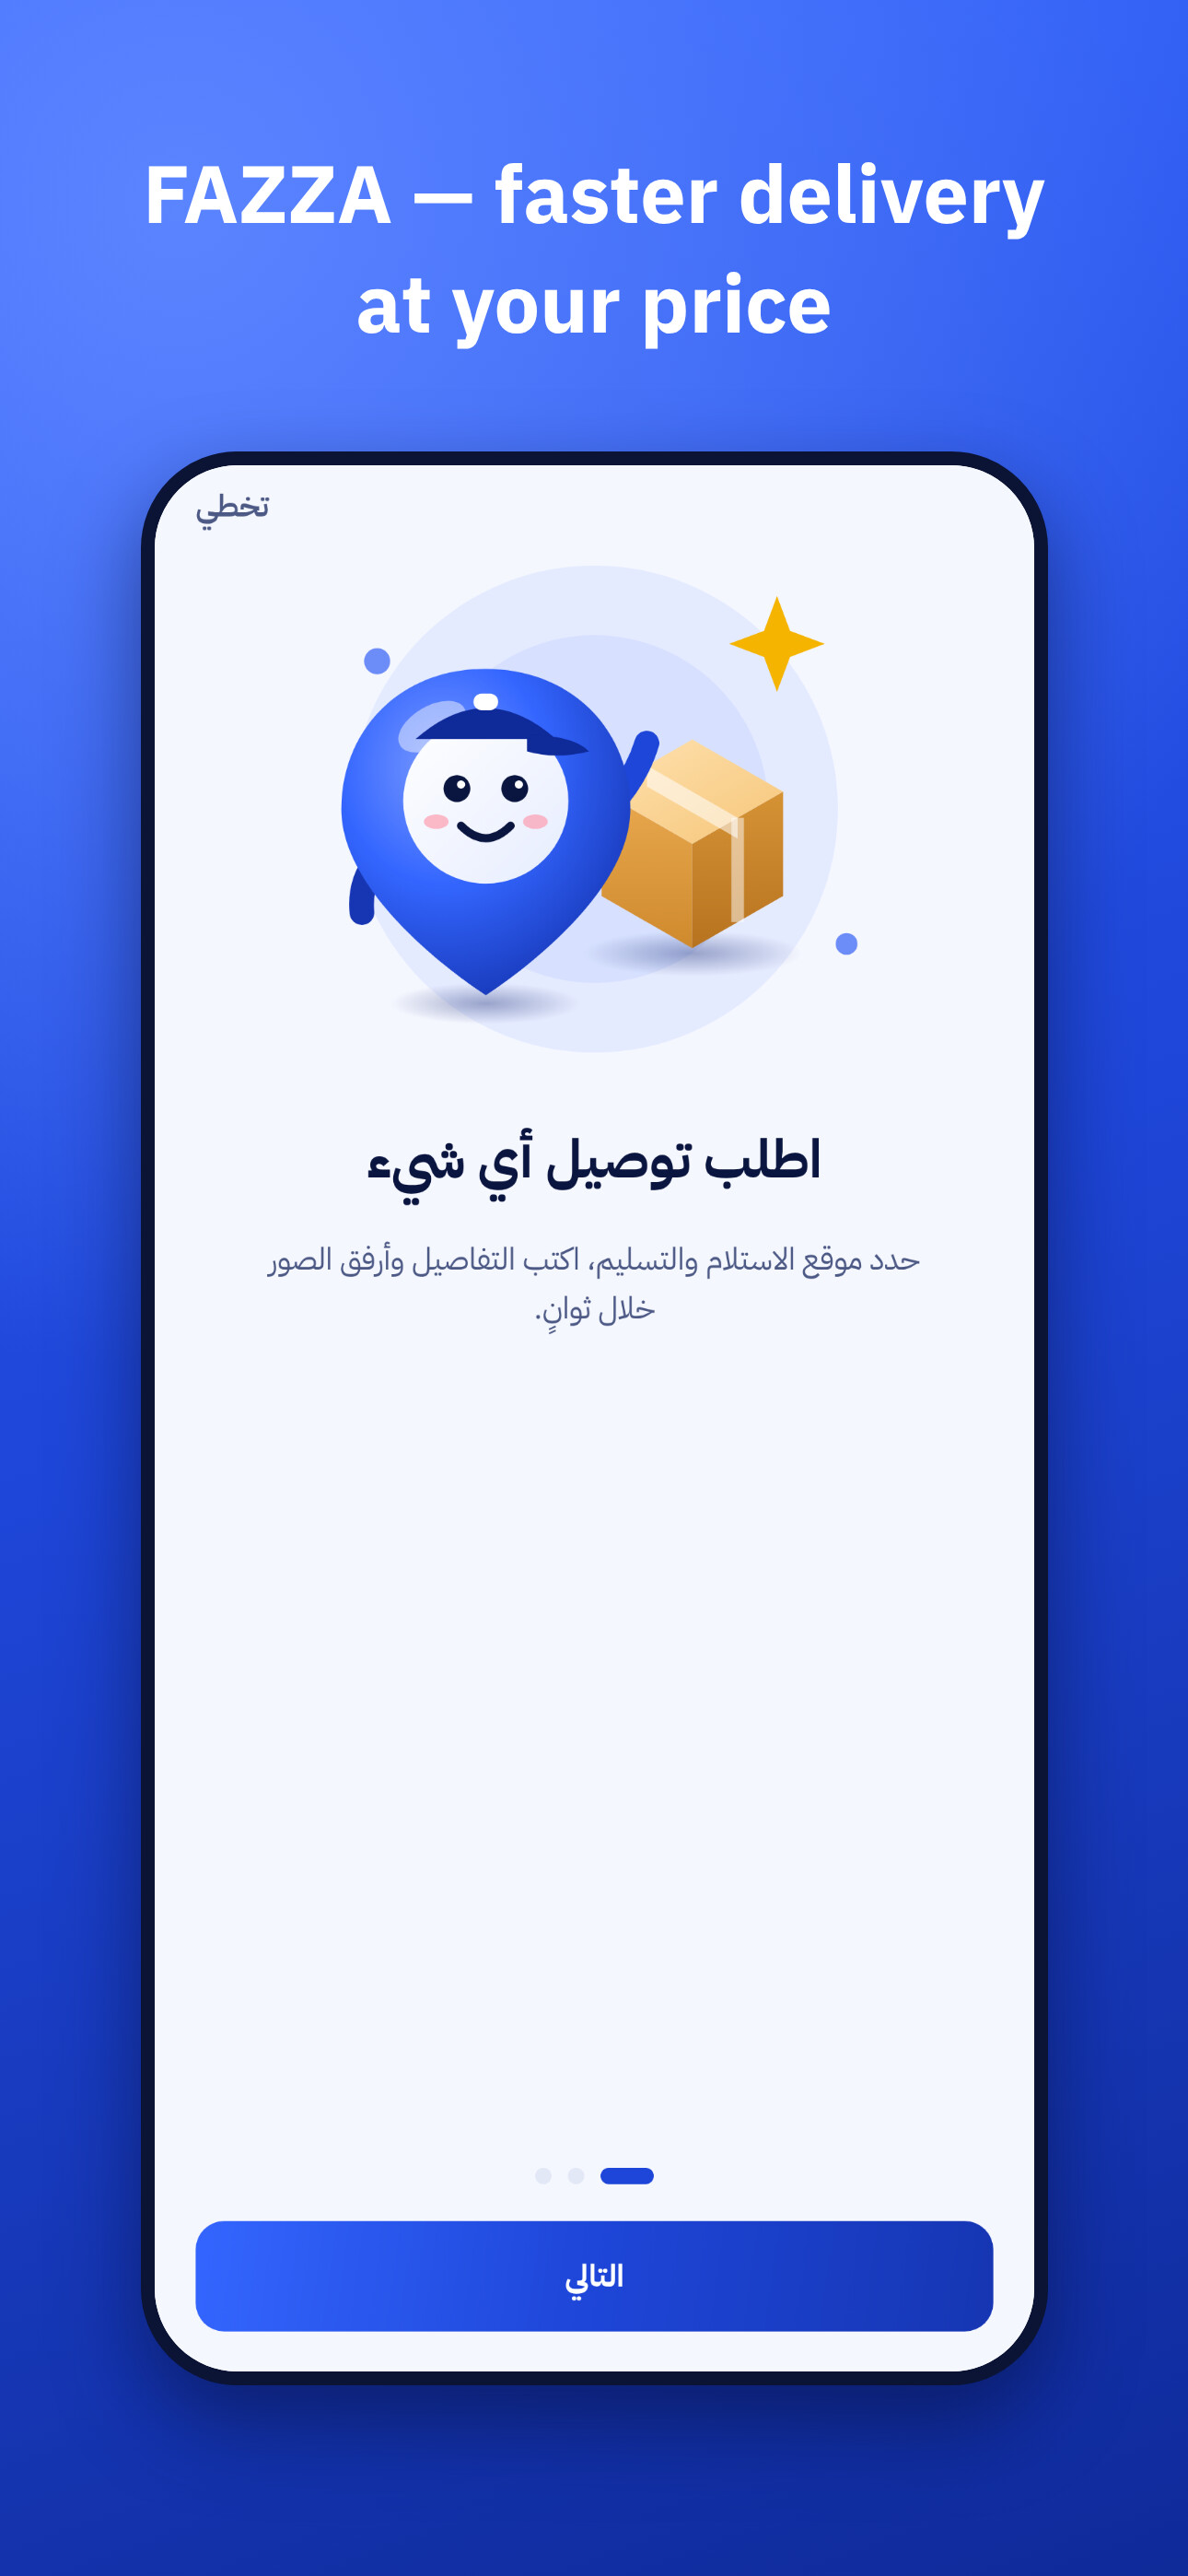 FAZZA — faster delivery
at your price
تخطي
اطلب توصيل أي شيء
حدد موقع الاستلام والتسليم، اكتب التفاصيل وأرفق الصور
خلال ثوانٍ.
التالي